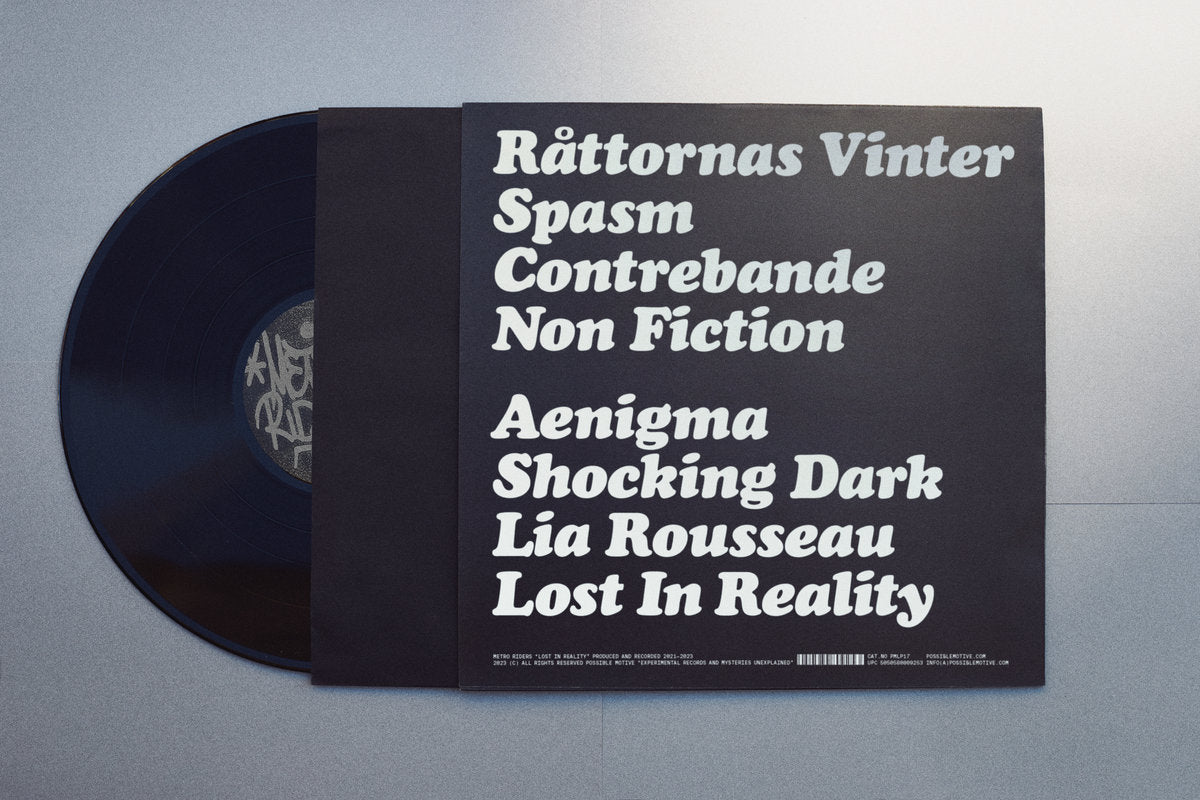 Råttornas Vinter
Spasm
Contrebande
Non Fiction
Aenigma
Shocking Dark
Lia Rousseau
Lost In Reality
METRO RIDERS "LOST IN REALITY" PRODUCED AND RECORDED 2021–2023
2023 (C) ALL RIGHTS RESERVED POSSIBLE MOTIVE "EXPERIMENTAL RECORDS AND MYSTERIES UNEXPLAINED"
CAT.NO PMLP17
UPC 5050580809253
POSSIBLEMOTIVE.COM
INFO(A)POSSIBLEMOTIVE.COM